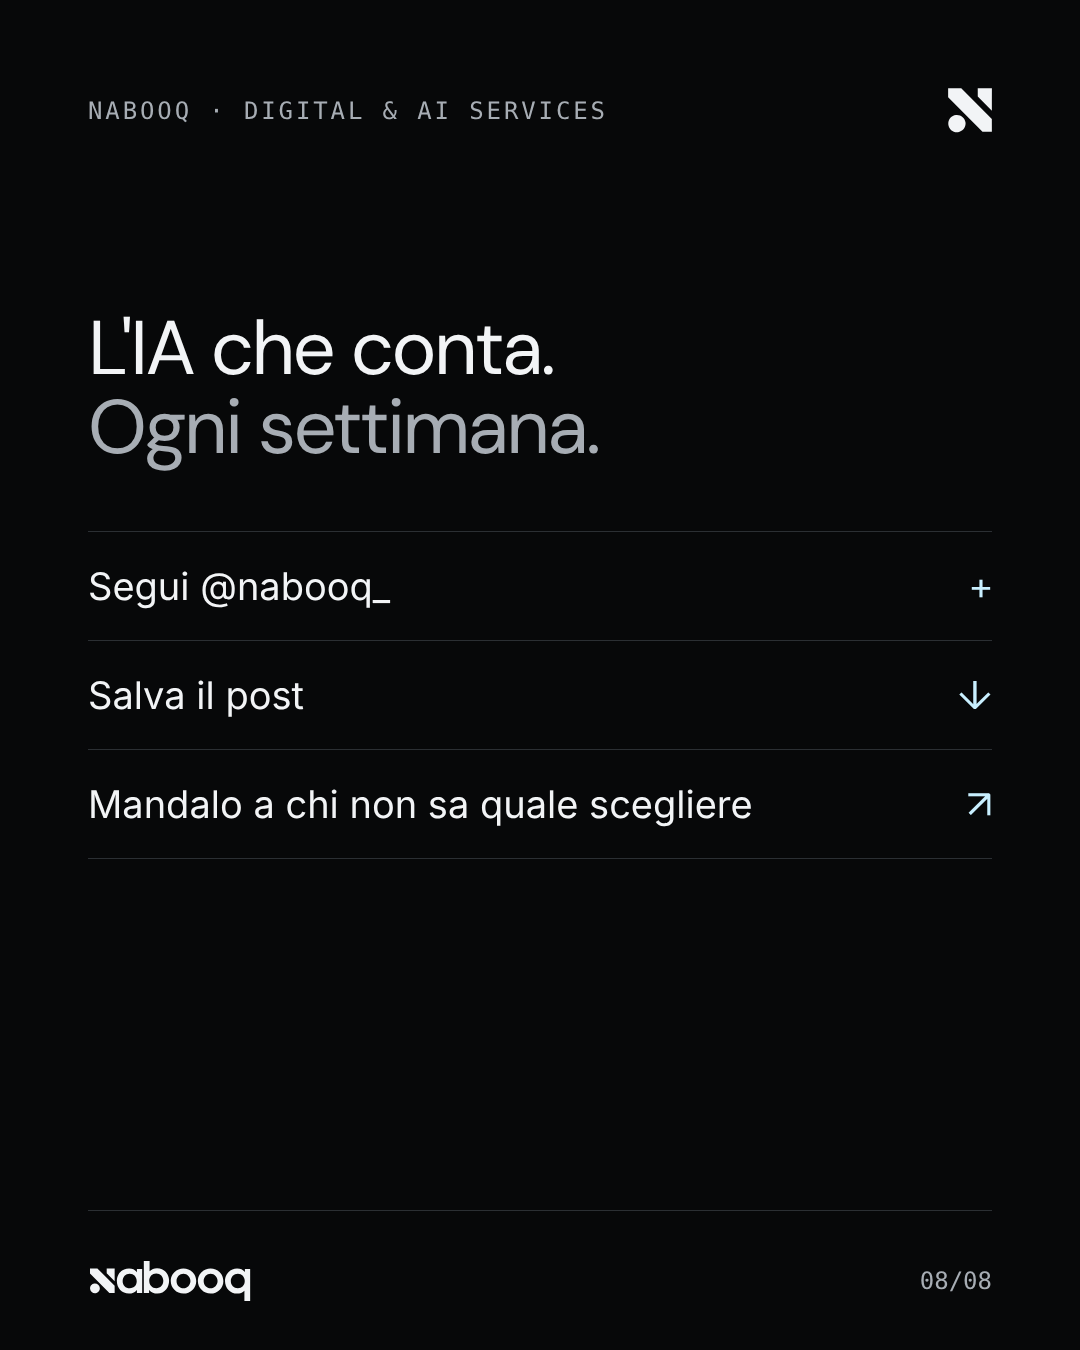 NABOOQ · DIGITAL & AI SERVICES
L'IA che conta.
Ogni settimana.
Segui @nabooq_ +
Salva il post ↓
Mandalo a chi non sa quale scegliere ↗
nabooq
08/08